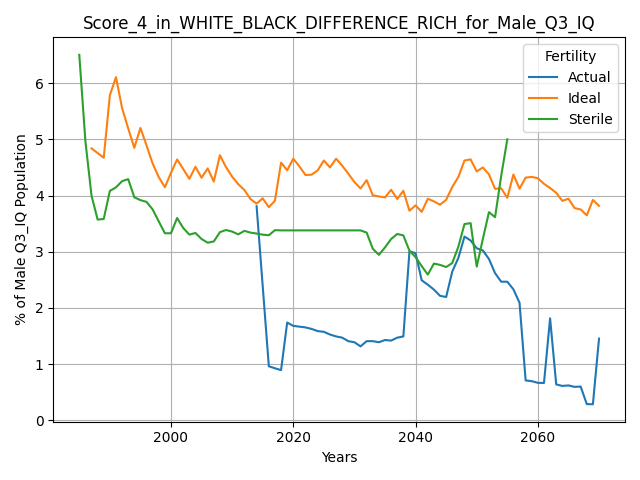 Score_4_in_WHITE_BLACK_DIFFERENCE_RICH_for_Male_Q3_IQ
Fertility
Actual
Ideal
Sterile
% of Male Q3_IQ Population
6
5
4
3
2
1
0
2000 2020 2040 2060
Years